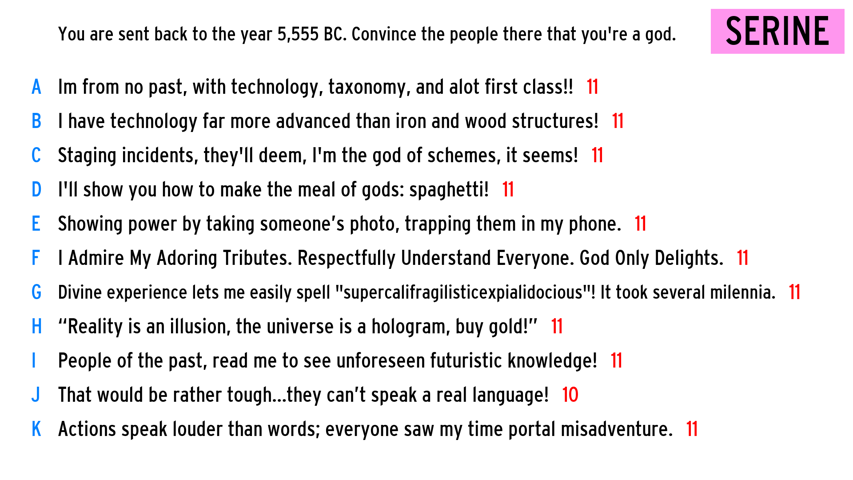 You are sent back to the year 5,555 BC. Convince the people there that you're a god.
SERINE
A Im from no past, with technology, taxonomy, and alot first class!! 11
B I have technology far more advanced than iron and wood structures! 11
C Staging incidents, they'll deem, I'm the god of schemes, it seems! 11
D I'll show you how to make the meal of gods: spaghetti! 11
E Showing power by taking someone’s photo, trapping them in my phone. 11
F I Admire My Adoring Tributes. Respectfully Understand Everyone. God Only Delights. 11
G Divine experience lets me easily spell "supercalifragilisticexpialidocious"! It took several milennia. 11
H “Reality is an illusion, the universe is a hologram, buy gold!” 11
I People of the past, read me to see unforeseen futuristic knowledge! 11
J That would be rather tough...they can’t speak a real language! 10
K Actions speak louder than words; everyone saw my time portal misadventure. 11